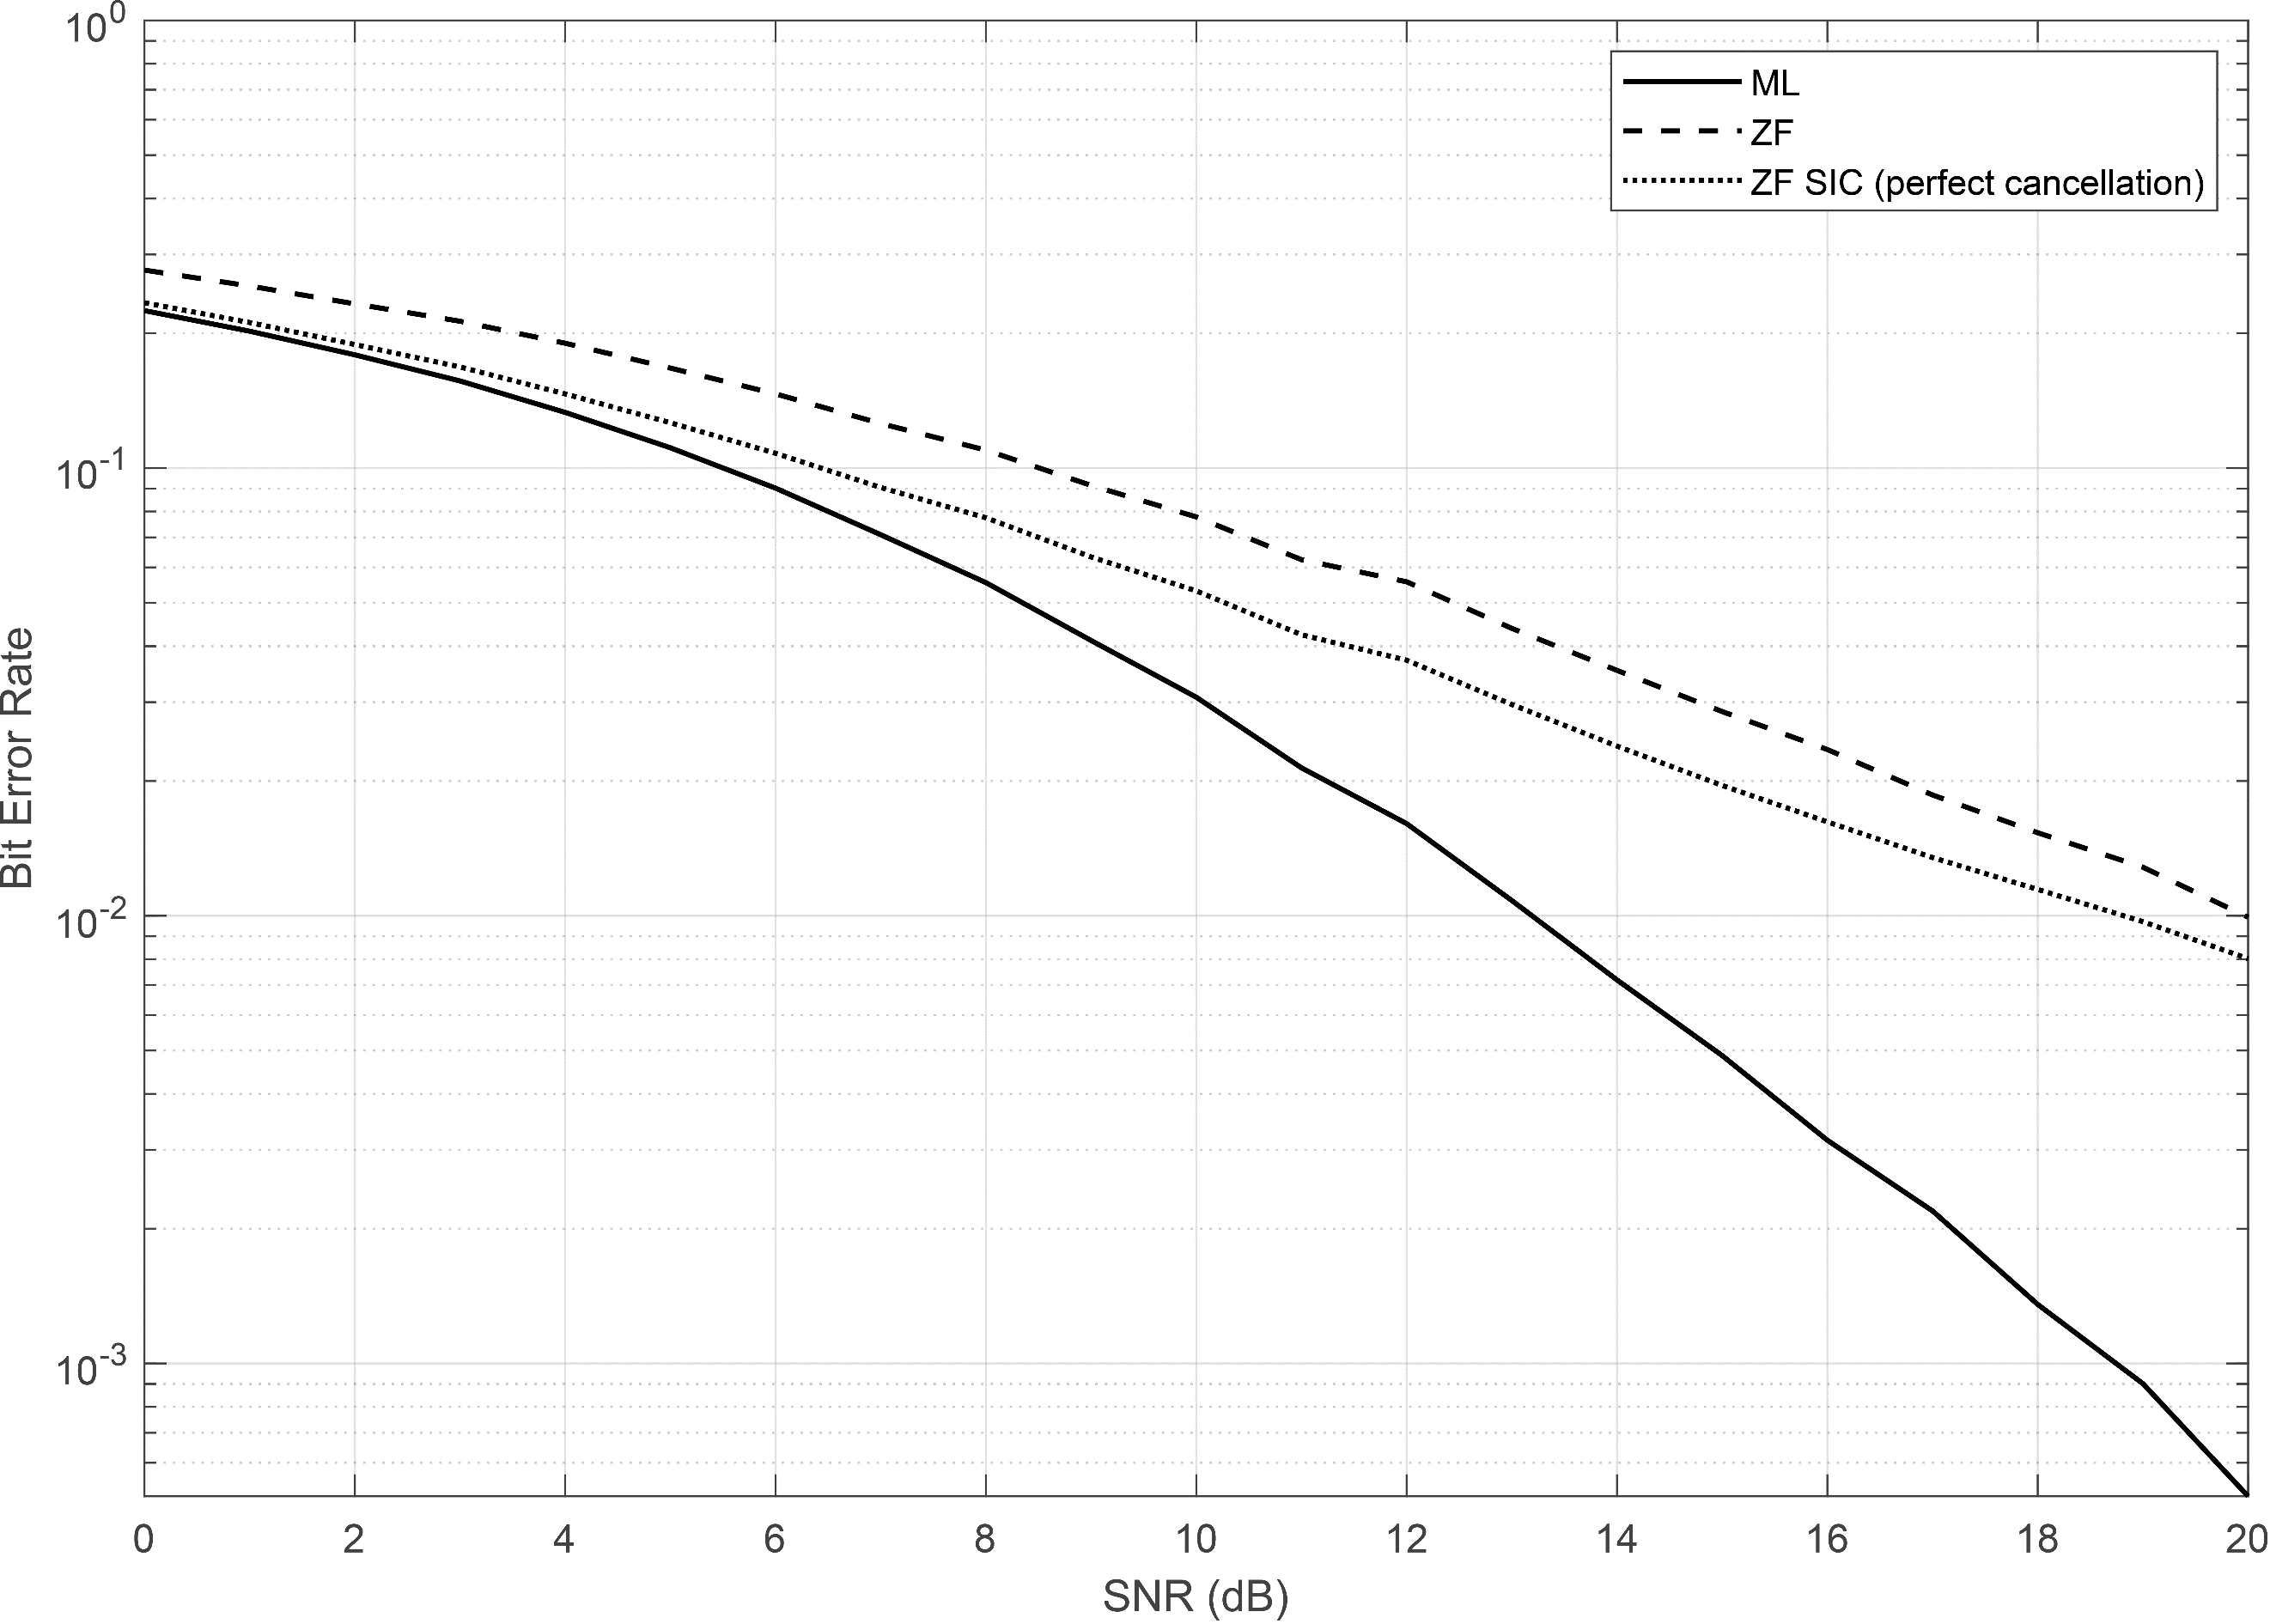 10^0
10^-1
10^-2
10^-3
Bit Error Rate
ML
ZF
ZF SIC (perfect cancellation)
0 2 4 6 8 10 12 14 16 18 20
SNR (dB)